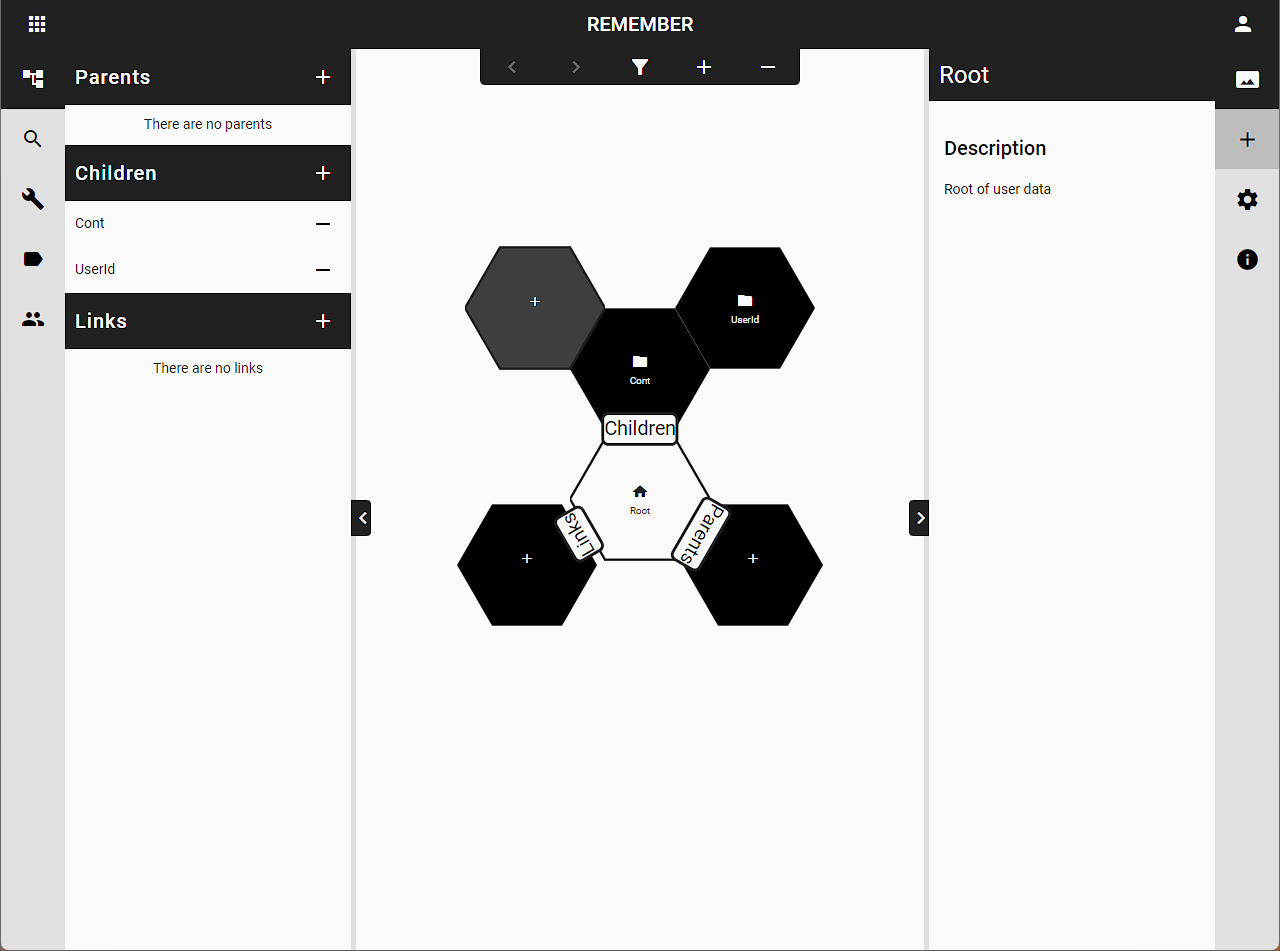 REMEMBER
Parents
There are no parents
Children
Cont
UserId
Links
There are no links
UserId
Cont
Children
Root
Links
Parents
Root
Description
Root of user data